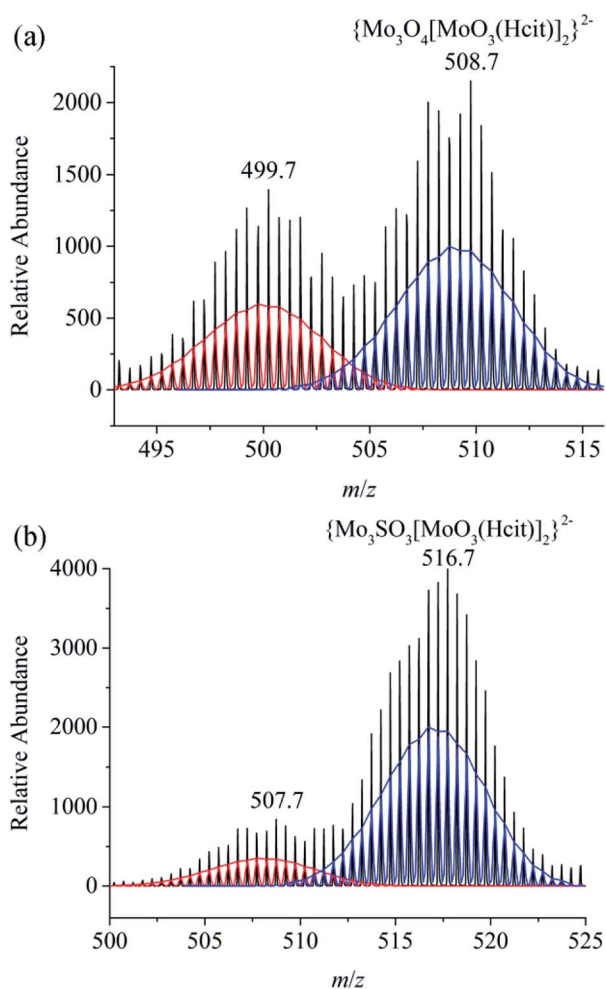 (a)
{Mo₃O₄[MoO₃(Hcit)]₂}²⁻
508.7
499.7
2000
1500
1000
500
0
Relative Abundance
495 500 505 510 515
m/z
(b)
{Mo₃SO₃[MoO₃(Hcit)]₂}²⁻
516.7
507.7
4000
3000
2000
1000
0
Relative Abundance
500 505 510 515 520 525
m/z